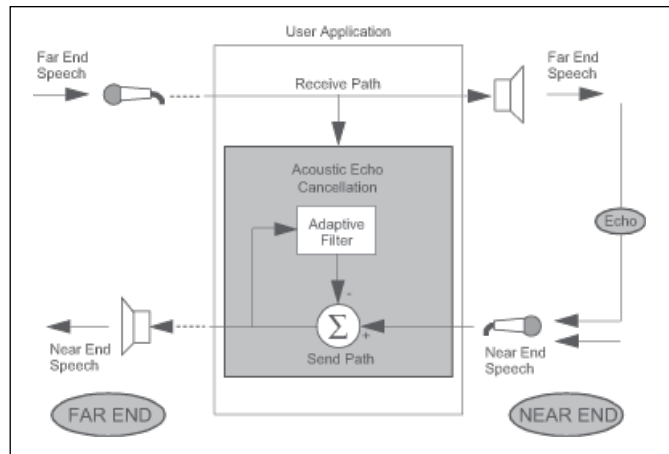 User Application
Far End
Speech
Receive Path
Far End
Speech
Acoustic Echo
Cancellation
Adaptive
Filter
Echo
-
Σ
+
Near End
Speech
Send Path
Near End
Speech
FAR END
NEAR END